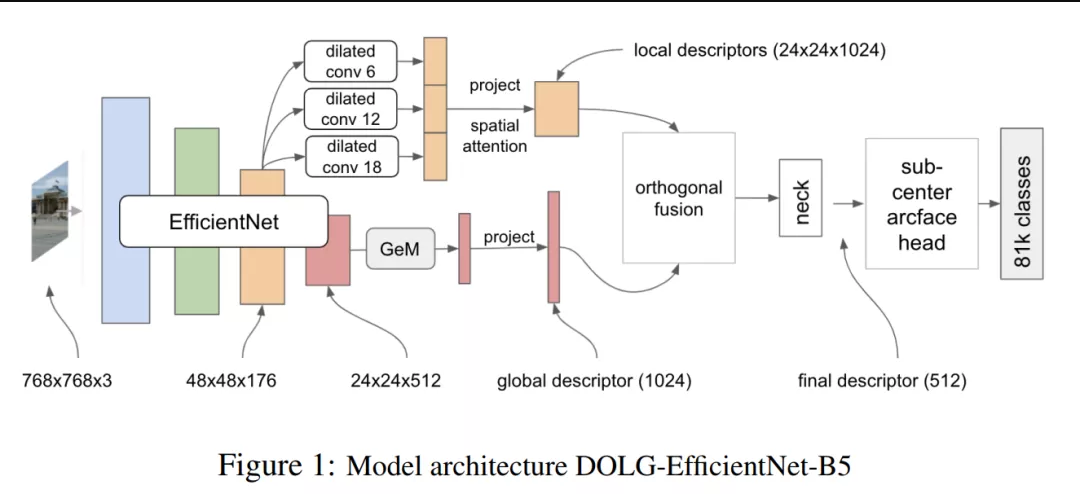 dilated
conv 6
dilated
conv 12
dilated
conv 18
project
spatial
attention
local descriptors (24x24x1024)
EfficientNet
GeM
project
orthogonal
fusion
neck
sub-
center
arcface
head
81k classes
768x768x3
48x48x176
24x24x512
global descriptor (1024)
final descriptor (512)
Figure 1: Model architecture DOLG-EfficientNet-B5